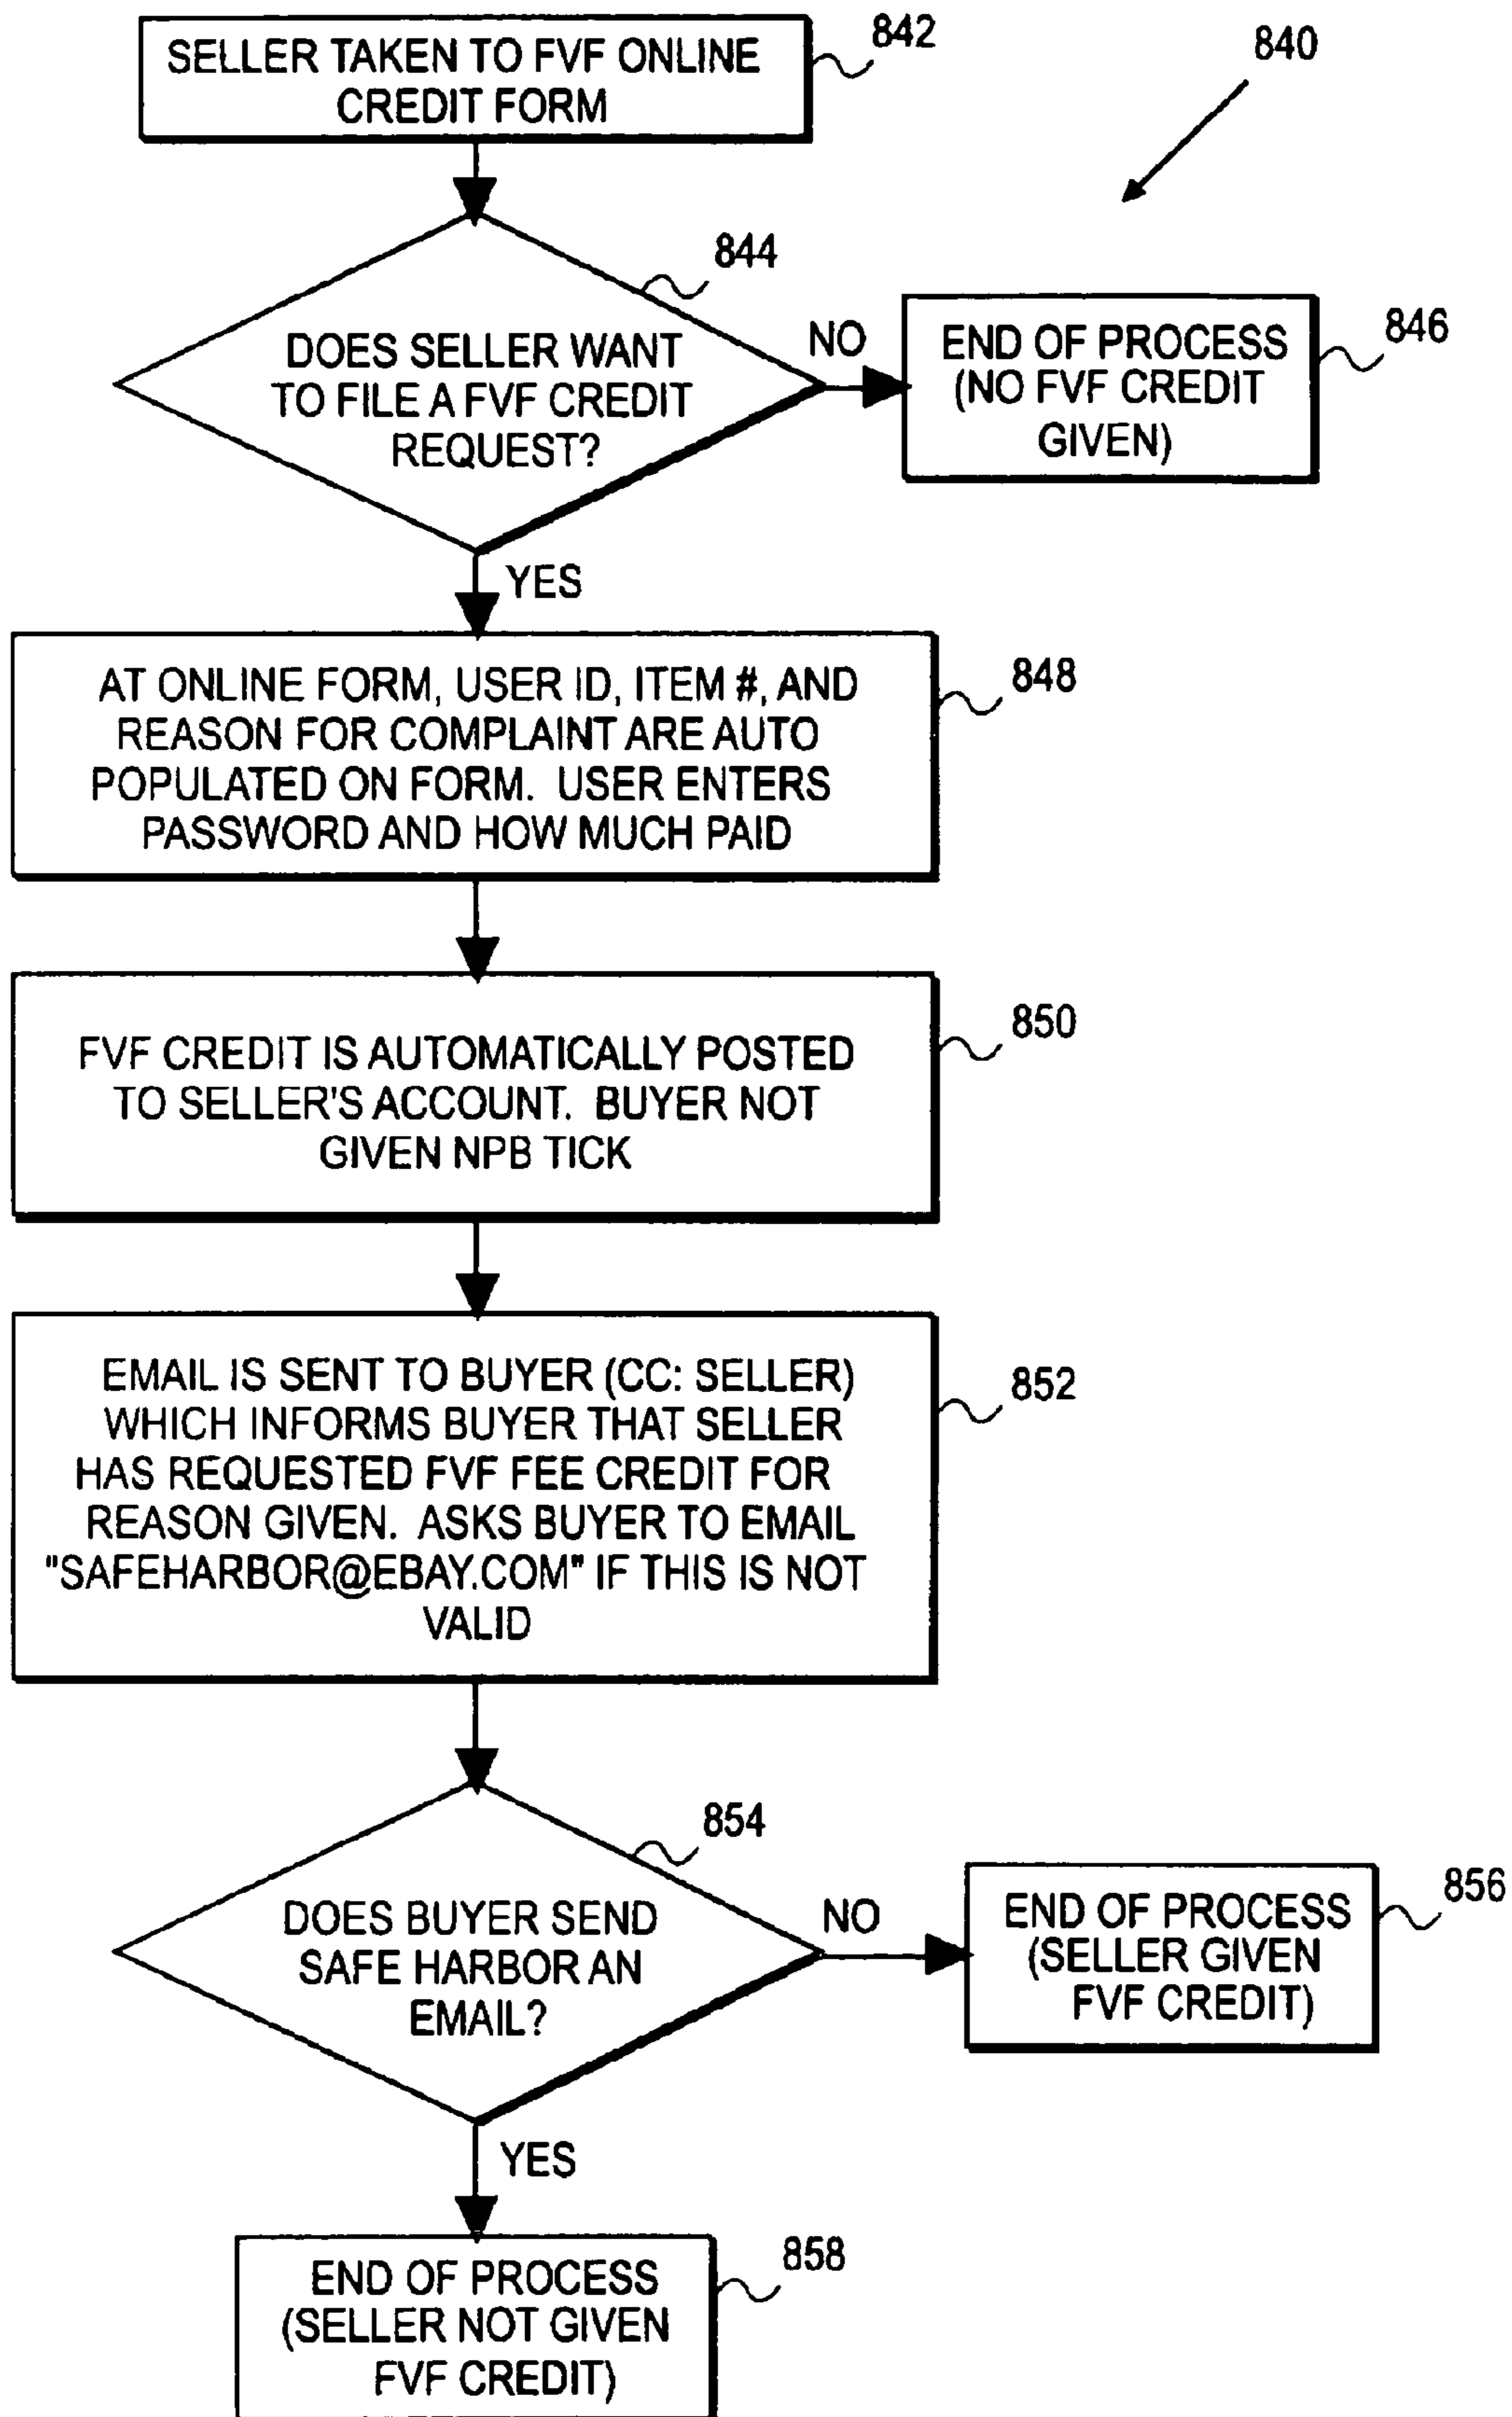 SELLER TAKEN TO FVF ONLINE
CREDIT FORM
842
840
844
DOES SELLER WANT
TO FILE A FVF CREDIT
REQUEST?
NO
END OF PROCESS
(NO FVF CREDIT
GIVEN)
846
YES
AT ONLINE FORM, USER ID, ITEM #, AND
REASON FOR COMPLAINT ARE AUTO
POPULATED ON FORM. USER ENTERS
PASSWORD AND HOW MUCH PAID
848
FVF CREDIT IS AUTOMATICALLY POSTED
TO SELLER'S ACCOUNT. BUYER NOT
GIVEN NPB TICK
850
EMAIL IS SENT TO BUYER (CC: SELLER)
WHICH INFORMS BUYER THAT SELLER
HAS REQUESTED FVF FEE CREDIT FOR
REASON GIVEN. ASKS BUYER TO EMAIL
"SAFEHARBOR@EBAY.COM" IF THIS IS NOT
VALID
852
854
DOES BUYER SEND
SAFE HARBOR AN
EMAIL?
NO
END OF PROCESS
(SELLER GIVEN
FVF CREDIT)
856
YES
END OF PROCESS
(SELLER NOT GIVEN
FVF CREDIT)
858